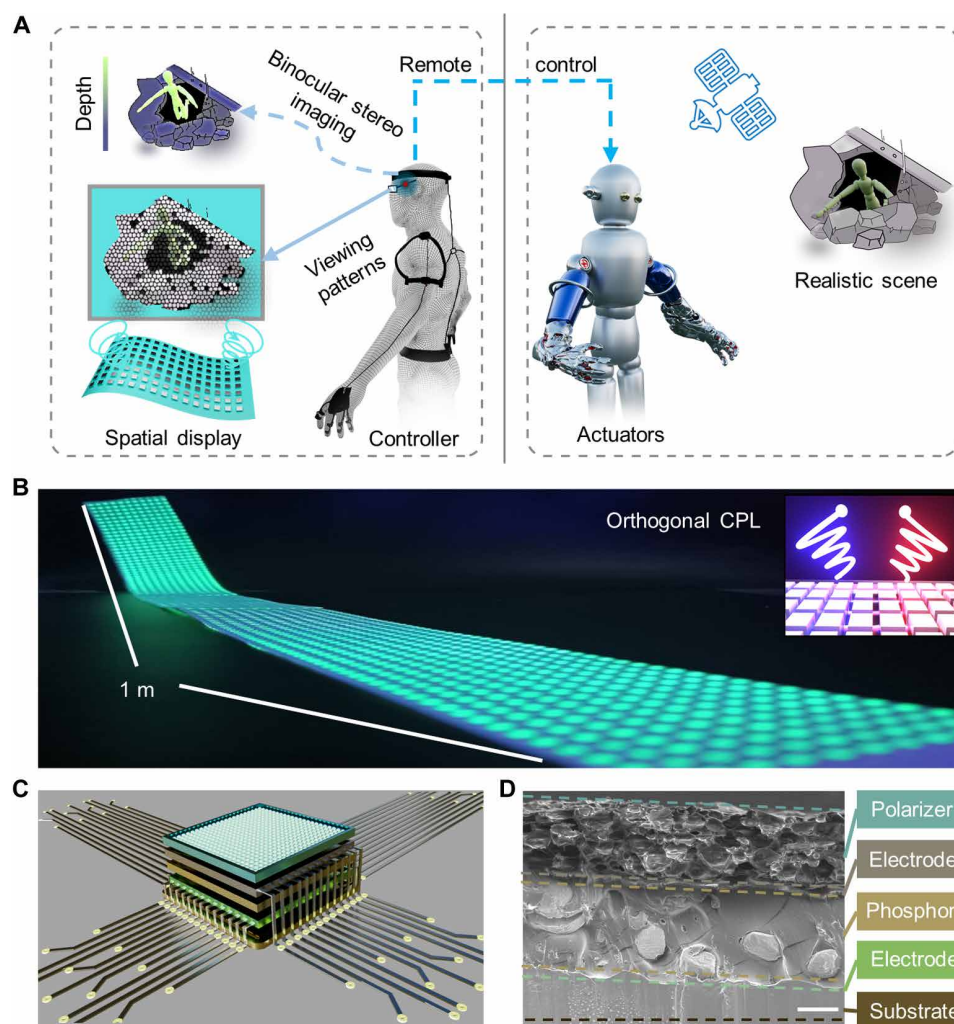 A
Depth
Binocular stereo
imaging
Remote
control
Viewing
patterns
Realistic scene
Spatial display
Controller
Actuators
B
Orthogonal CPL
1 m
C
D
Polarizer
Electrode
Phosphor
Electrode
Substrate